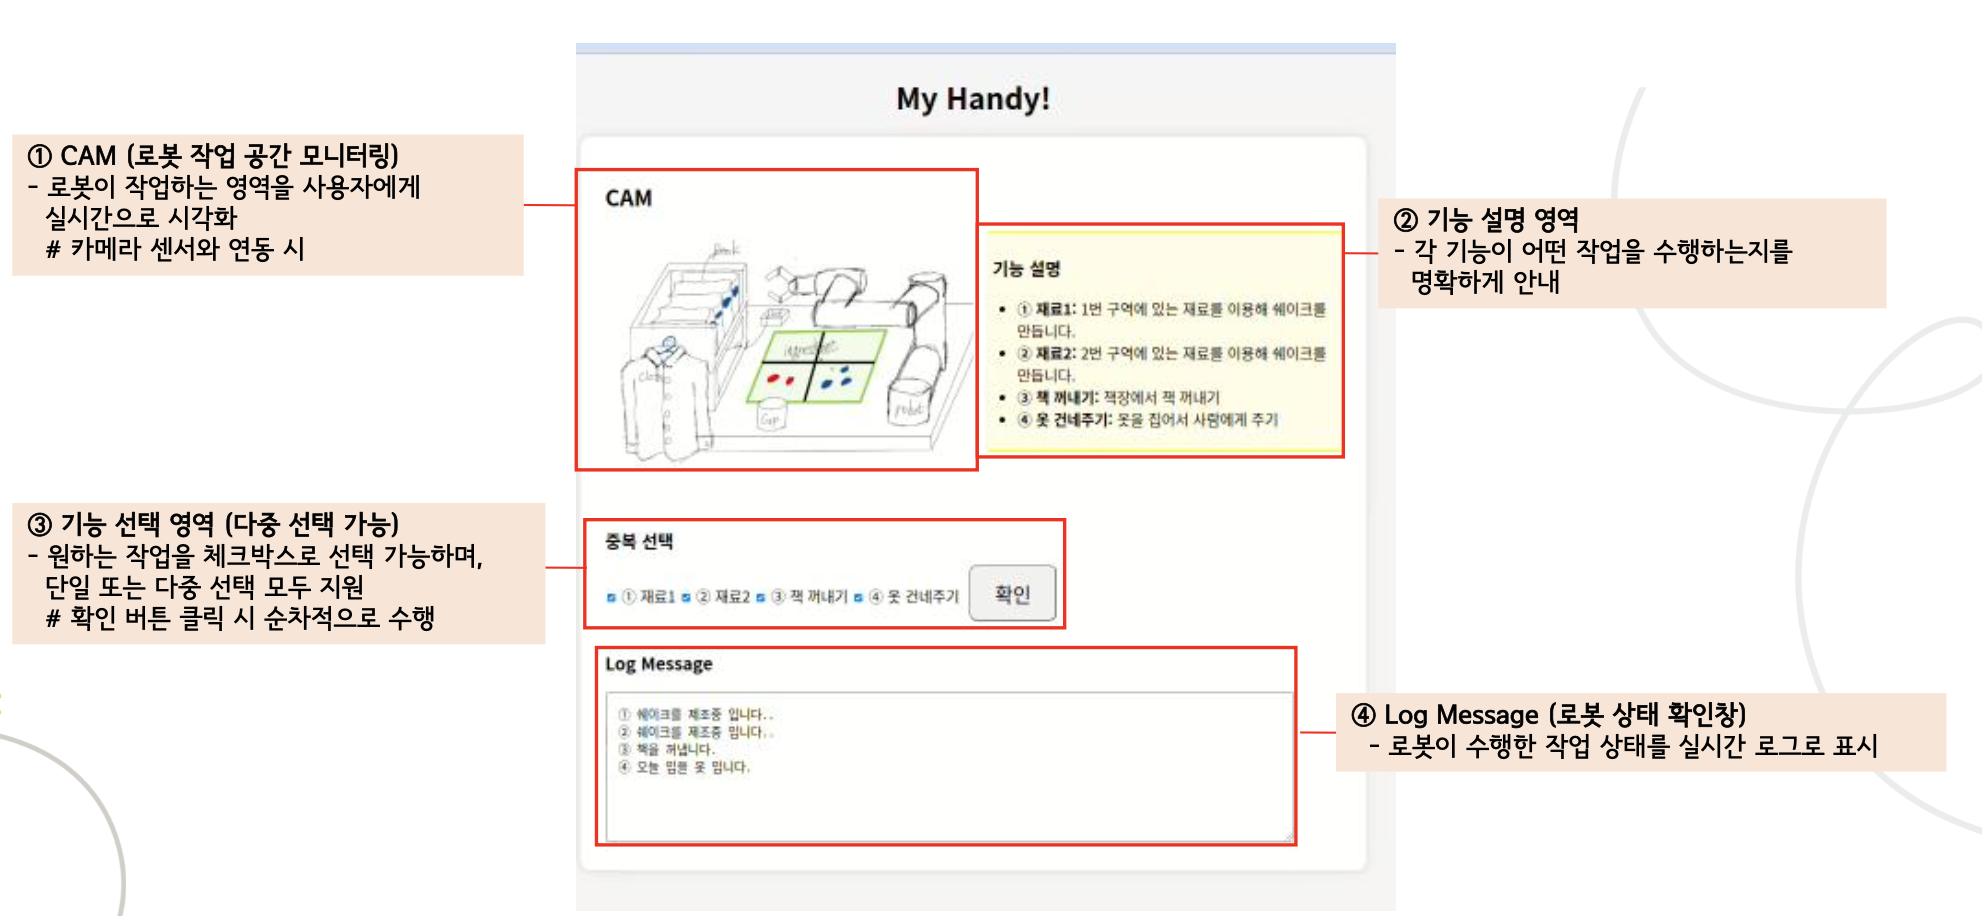 My Handy!
① CAM (로봇 작업 공간 모니터링)
- 로봇이 작업하는 영역을 사용자에게
실시간으로 시각화
# 카메라 센서와 연동 시
CAM
book
ingredient
Cloth
Cup
robot
기능 설명
• ① 재료1: 1번 구역에 있는 재료를 이용해 쉐이크를
만듭니다.
• ② 재료2: 2번 구역에 있는 재료를 이용해 쉐이크를
만듭니다.
• ③ 책 꺼내기: 책장에서 책 꺼내기
• ④ 옷 건네주기: 옷을 집어서 사람에게 주기
② 기능 설명 영역
- 각 기능이 어떤 작업을 수행하는지를
명확하게 안내
③ 기능 선택 영역 (다중 선택 가능)
- 원하는 작업을 체크박스로 선택 가능하며,
단일 또는 다중 선택 모두 지원
# 확인 버튼 클릭 시 순차적으로 수행
중복 선택
① 재료1 ② 재료2 ③ 책 꺼내기 ④ 옷 건네주기 확인
Log Message
① 쉐이크를 제조중 입니다..
② 쉐이크를 제조중 입니다..
③ 책을 꺼냅니다.
④ 오늘 입을 옷 입니다.
④ Log Message (로봇 상태 확인창)
- 로봇이 수행한 작업 상태를 실시간 로그로 표시